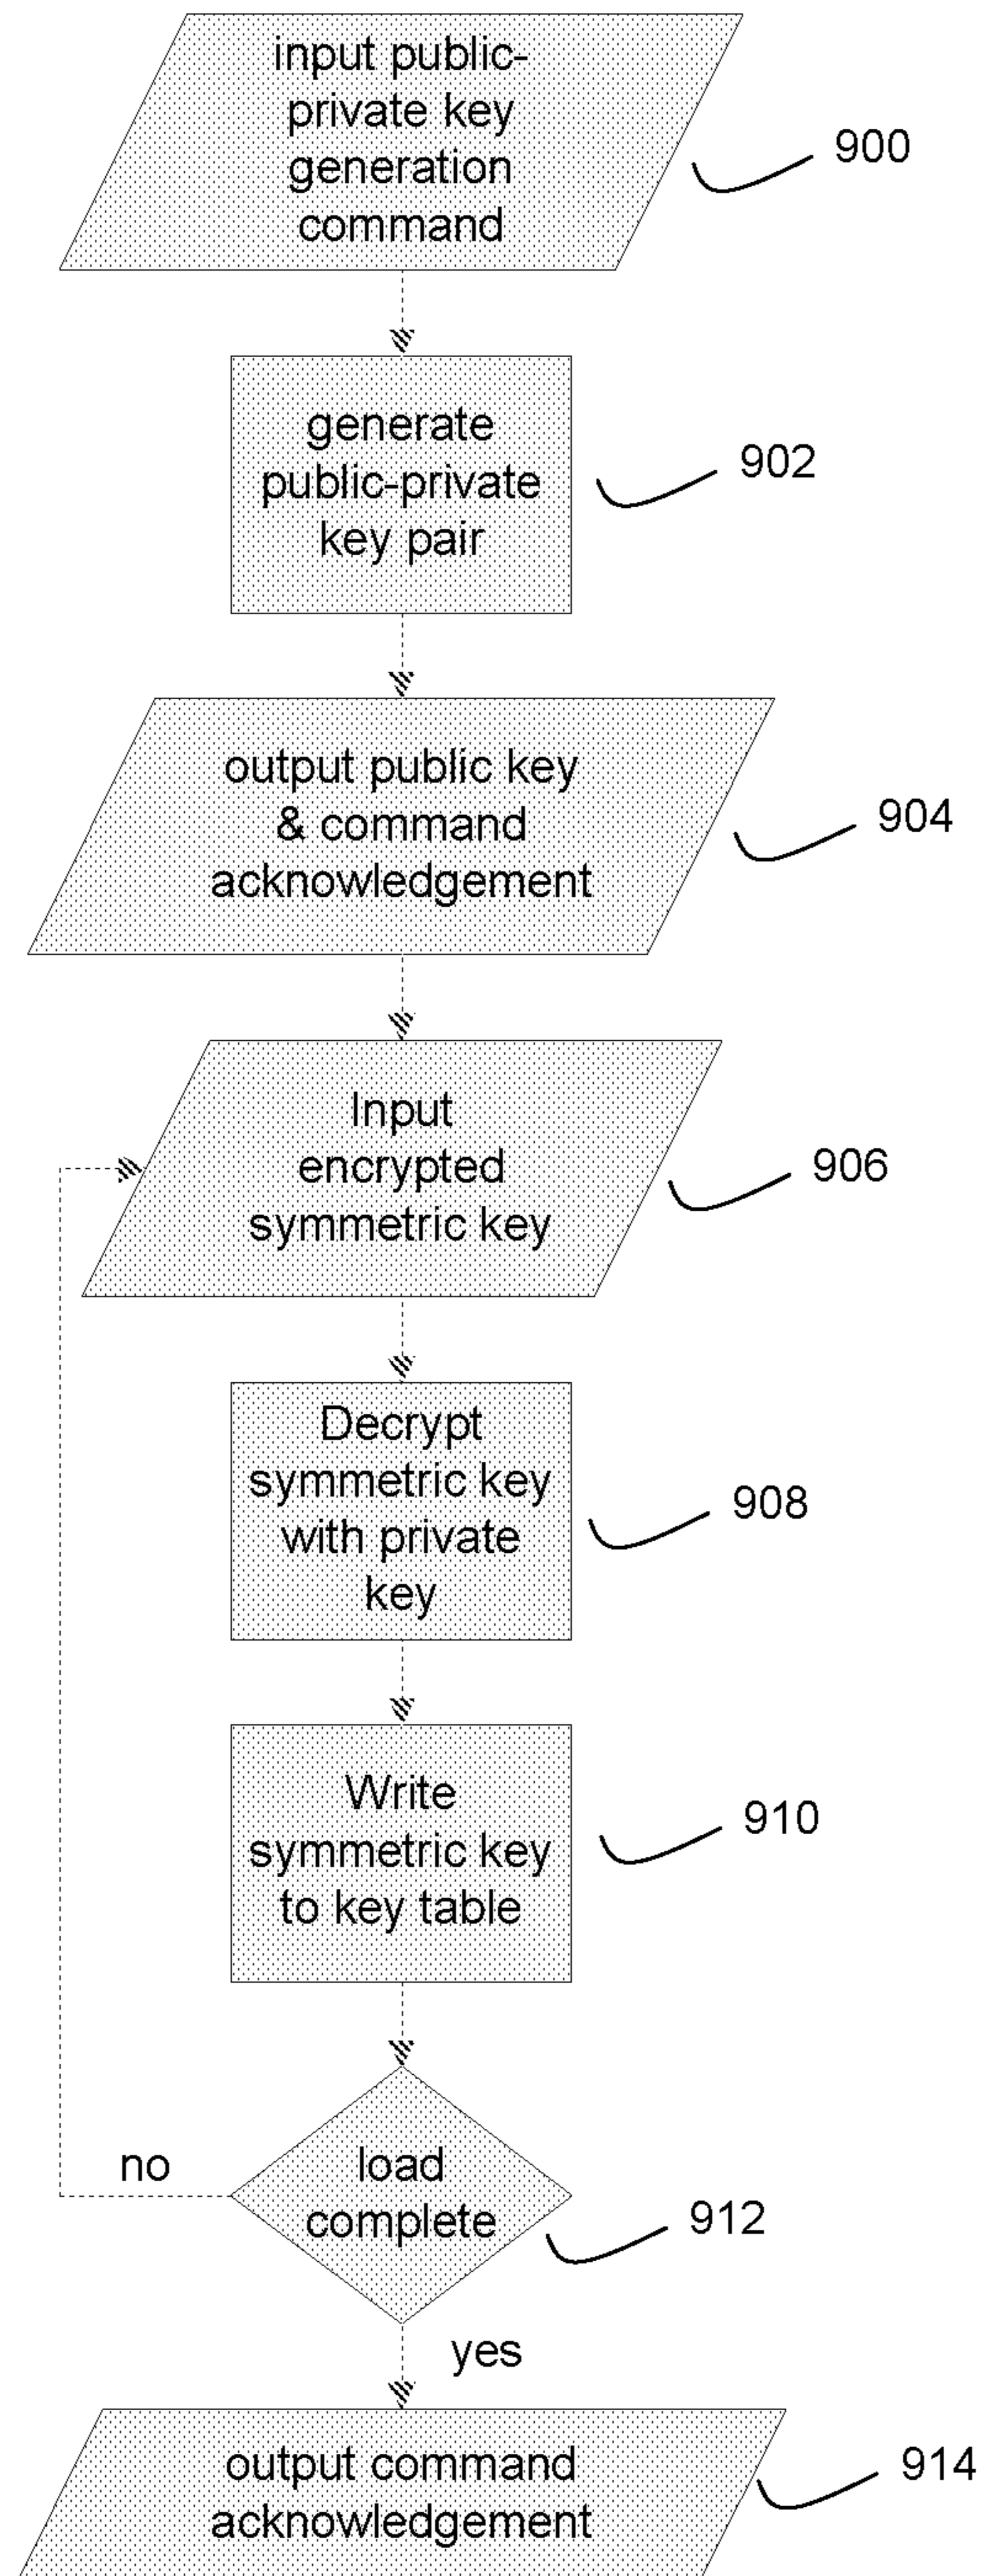 input public-
private key
generation
command
900
generate
public-private
key pair
902
output public key
& command
acknowledgement
904
Input
encrypted
symmetric key
906
Decrypt
symmetric key
with private
key
908
Write
symmetric key
to key table
910
no
load
complete
912
yes
output command
acknowledgement
914